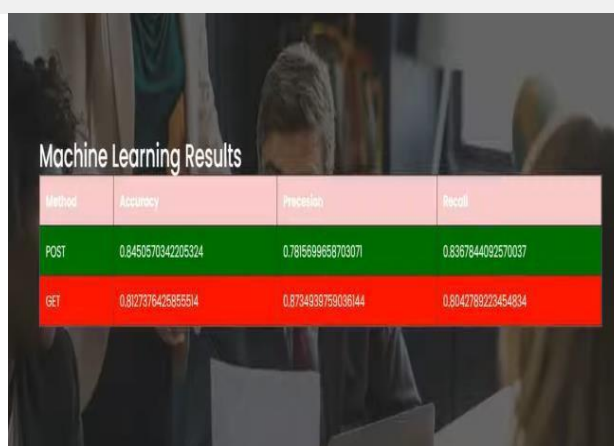 Machine Learning Results
Method Accuracy Precesion Recall
POST 0.8450570342205324 0.7815699658703071 0.8367844092570037
GET 0.8127376425855514 0.8734939759036144 0.8042789223454834